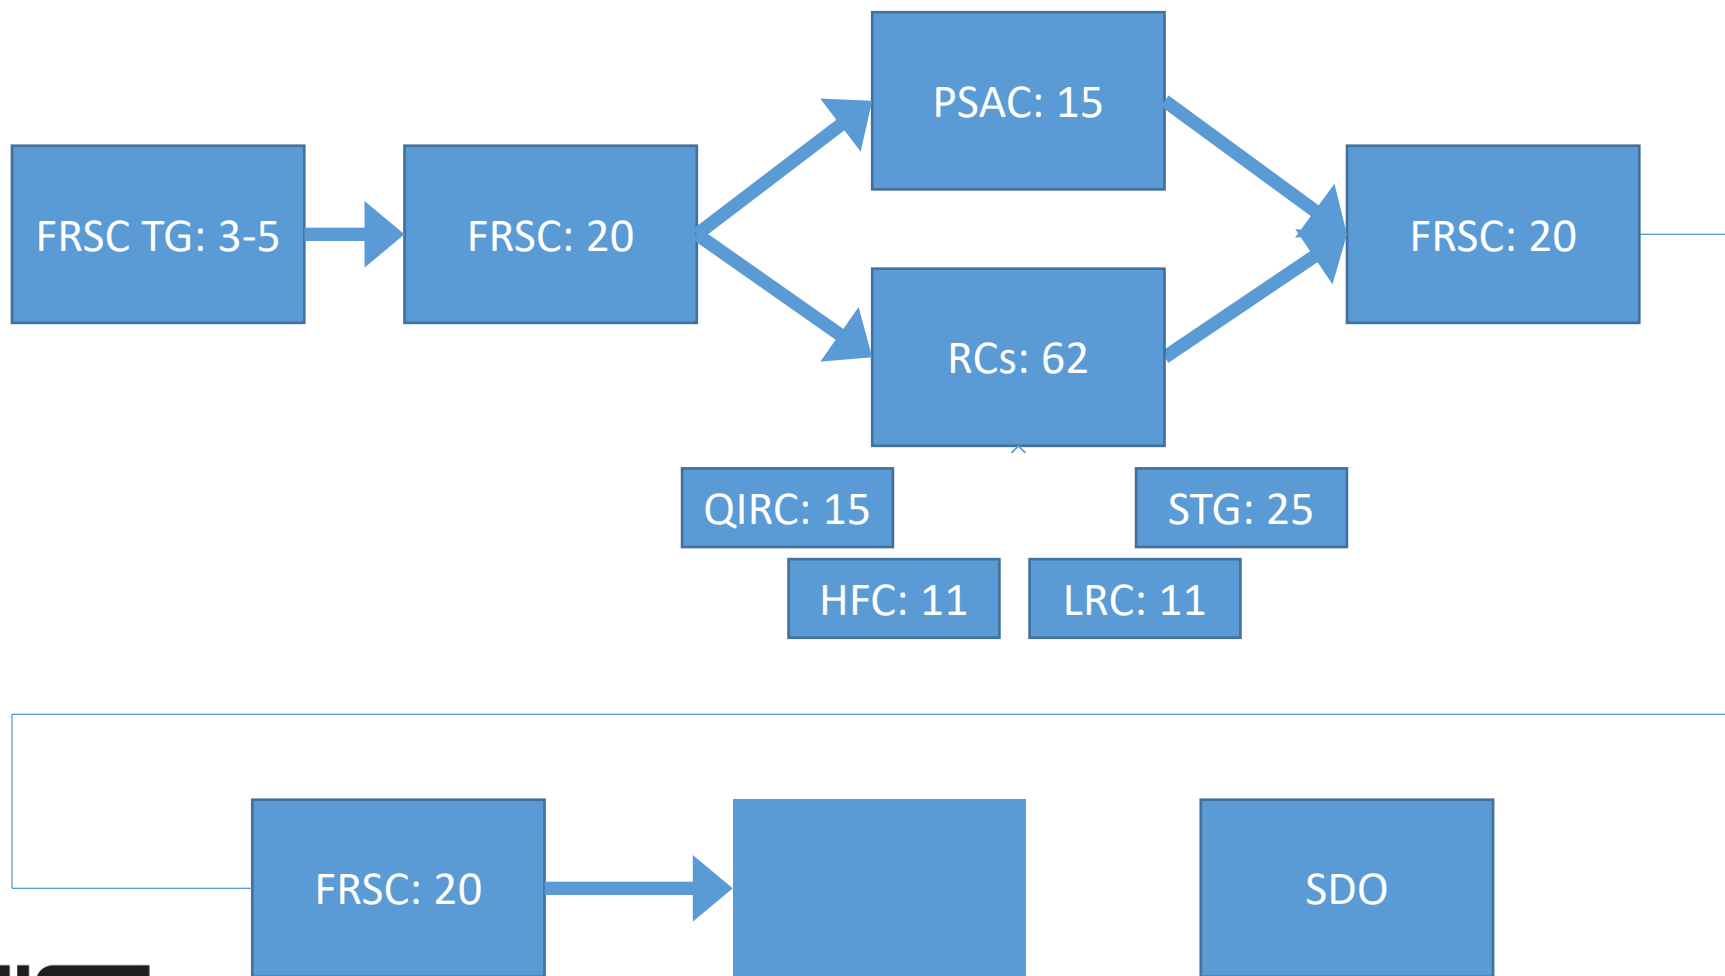 PSAC: 15
FRSC TG: 3-5
FRSC: 20
FRSC: 20
RCs: 62
QIRC: 15
STG: 25
HFC: 11
LRC: 11
FRSC: 20
SDO